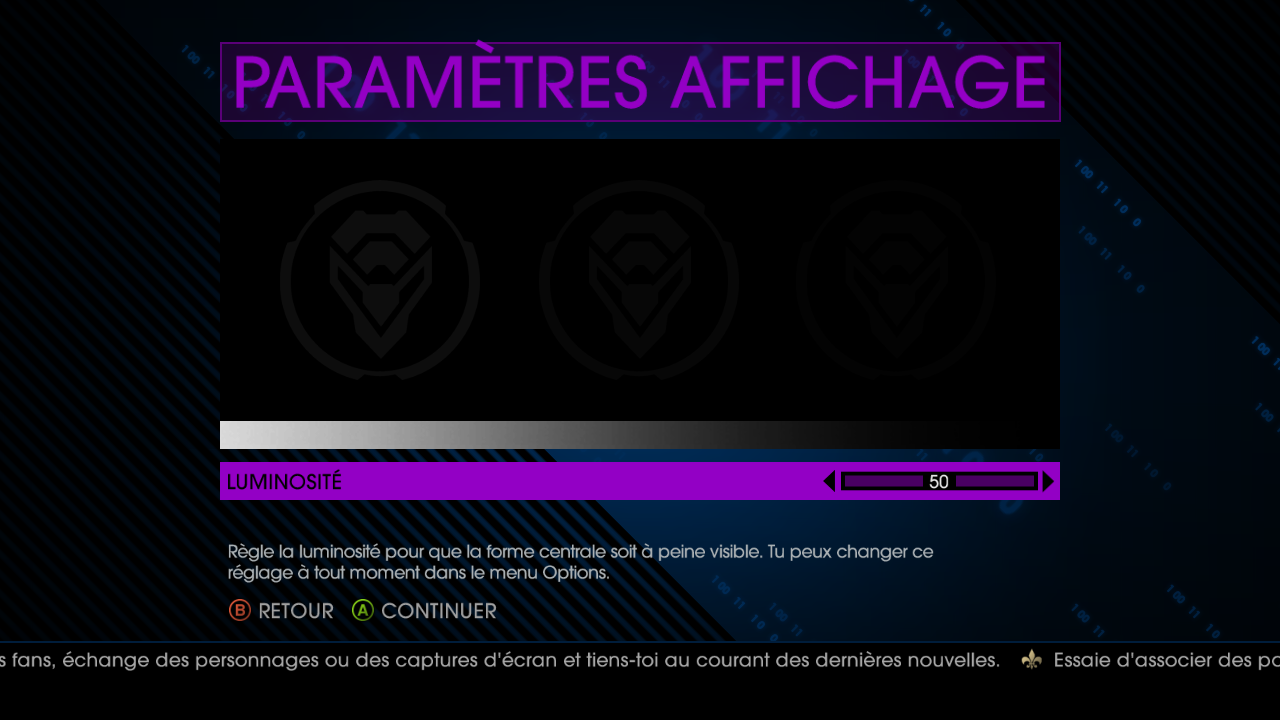 PARAMÈTRES AFFICHAGE
LUMINOSITÉ
50
Règle la luminosité pour que la forme centrale soit à peine visible. Tu peux changer ce
réglage à tout moment dans le menu Options.
B RETOUR A CONTINUER
s fans, échange des personnages ou des captures d'écran et tiens-toi au courant des dernières nouvelles. Essaie d'associer des